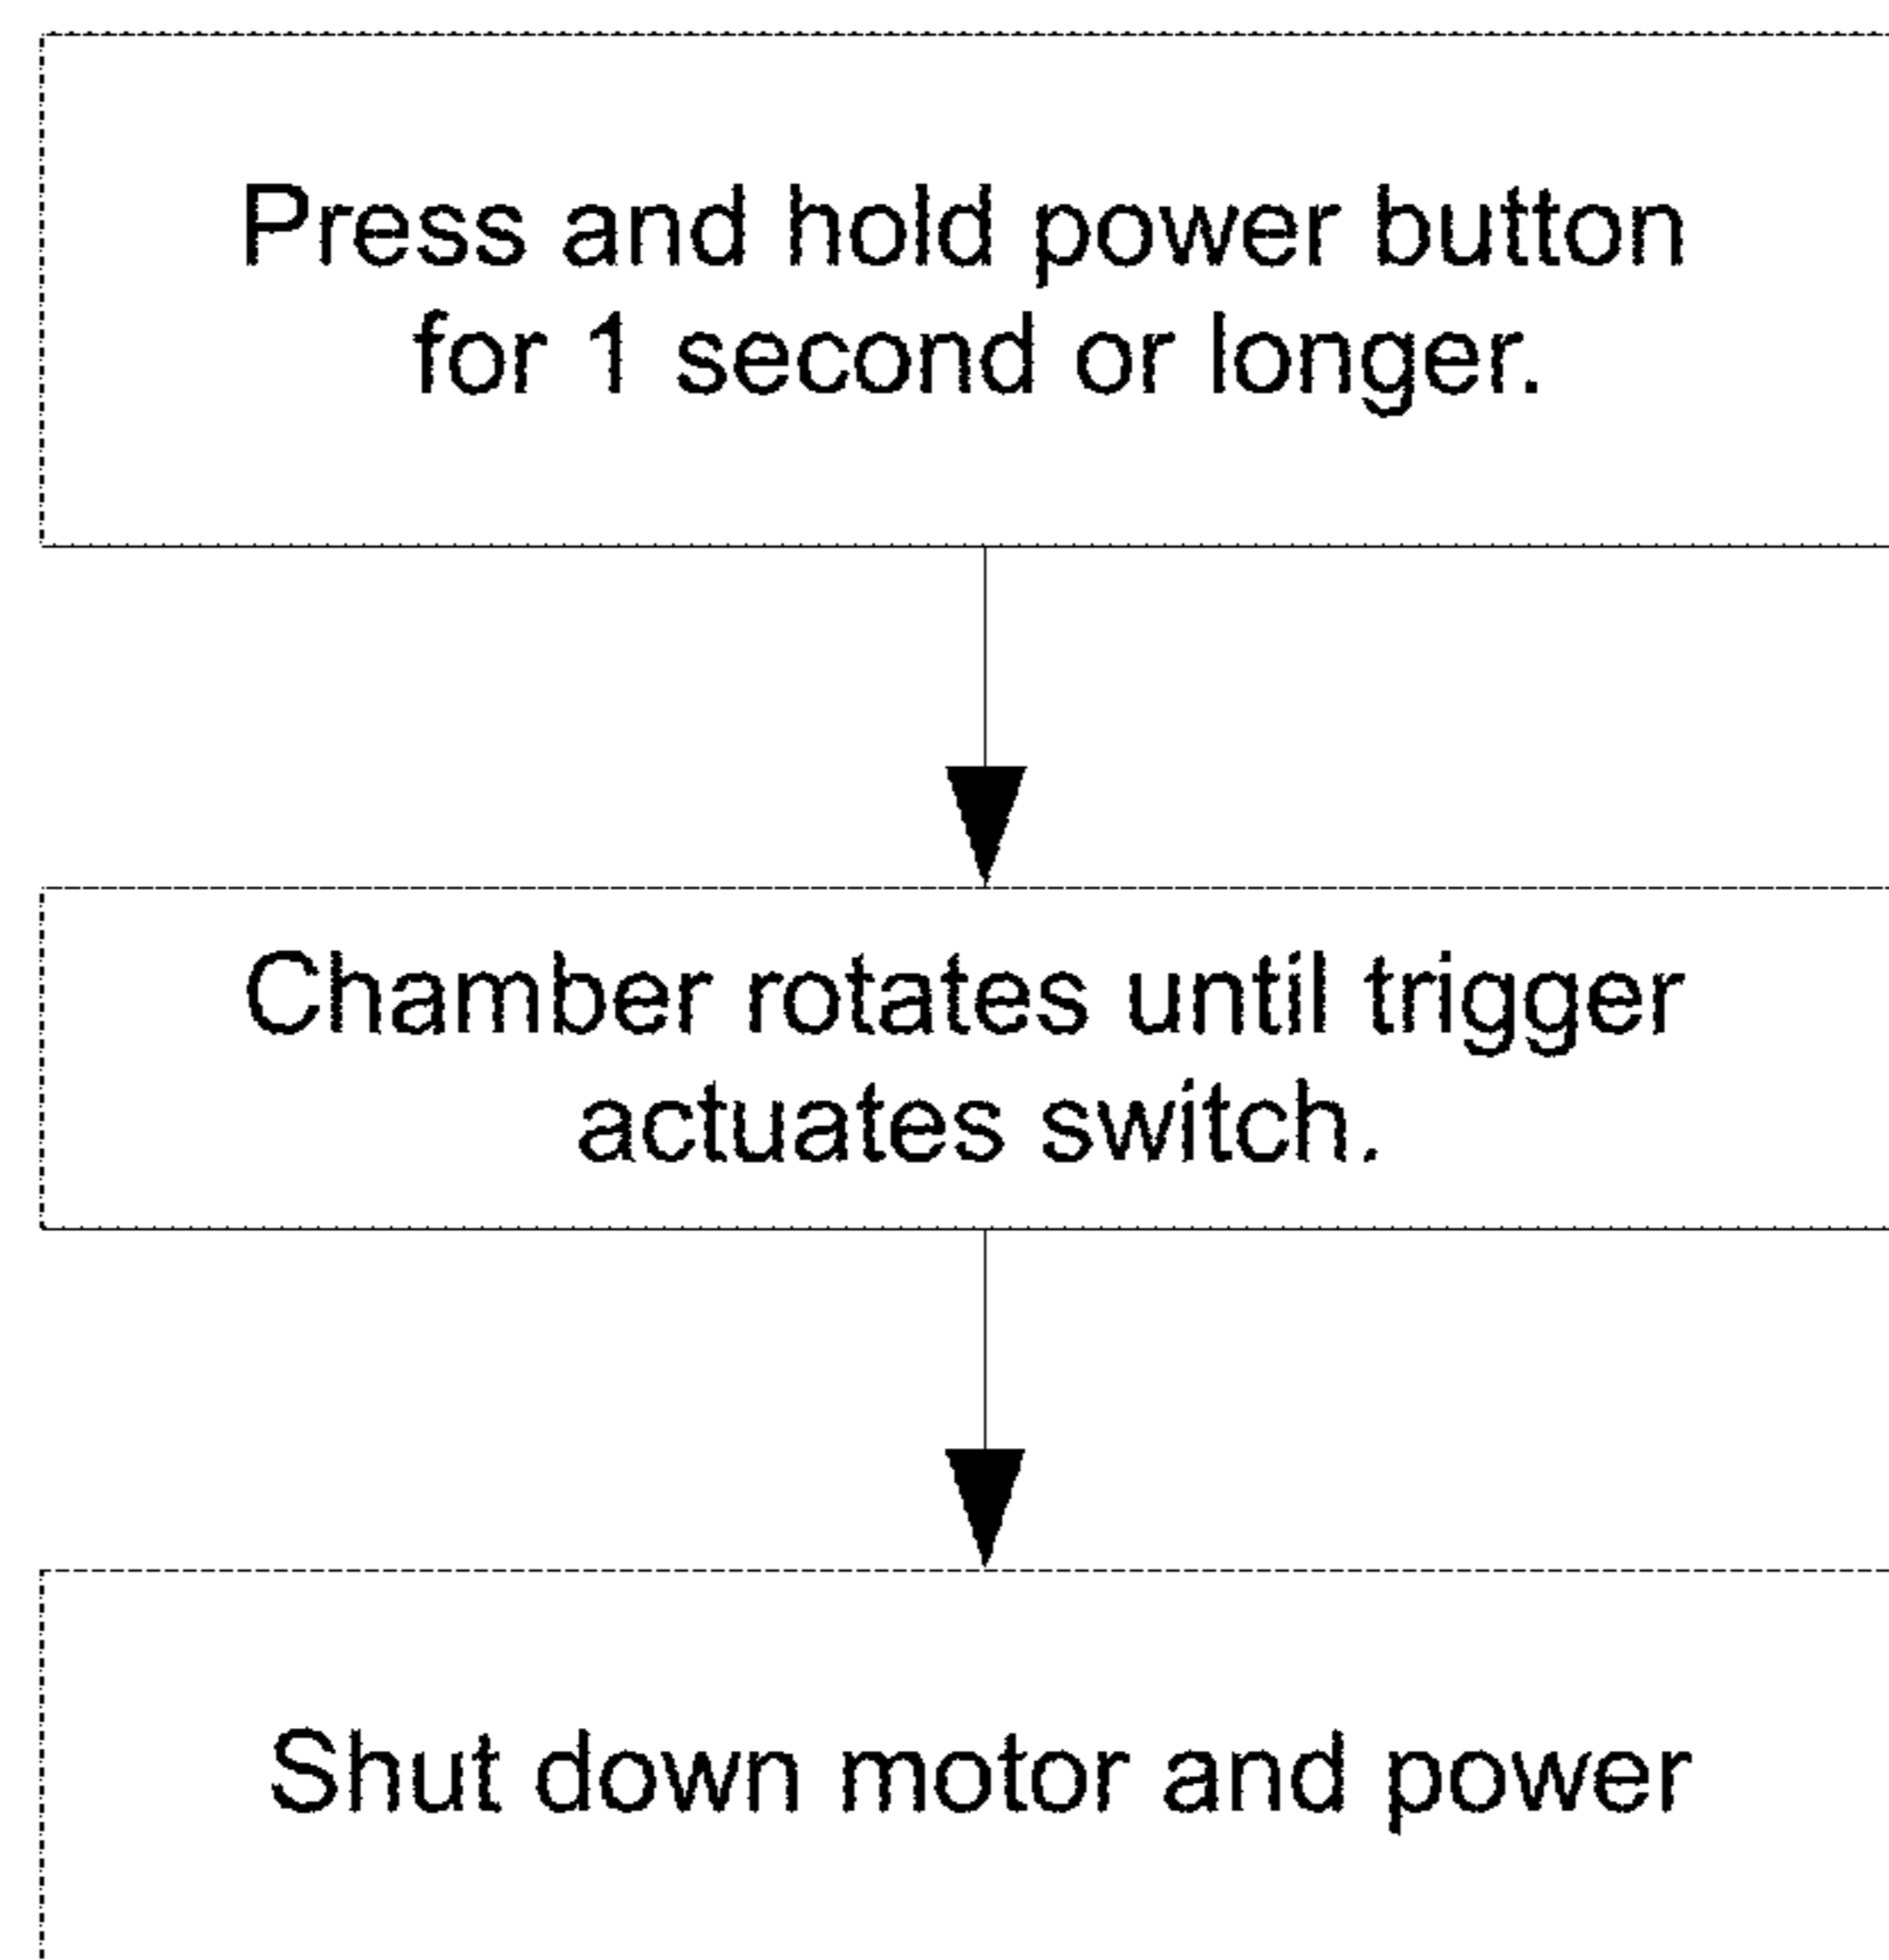 Press and hold power button
for 1 second or longer.
Chamber rotates until trigger
actuates switch.
Shut down motor and power